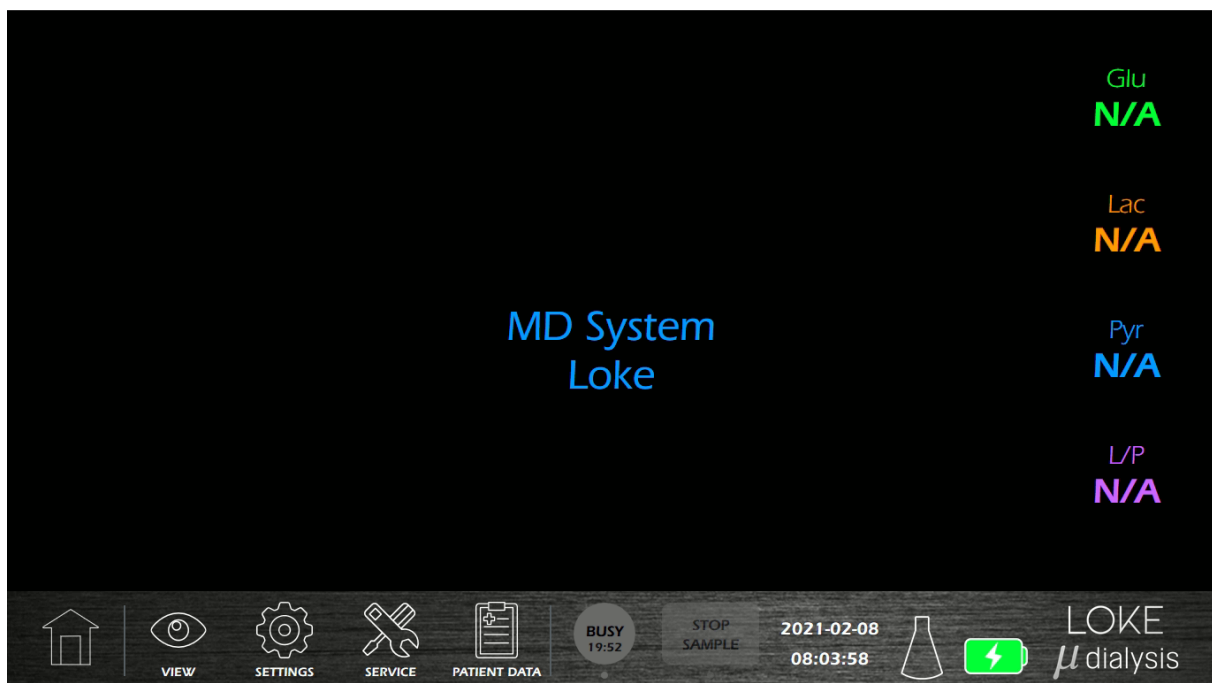 Glu
N/A
Lac
N/A
MD System
Loke
Pyr
N/A
L/P
N/A
VIEW
SETTINGS
SERVICE
PATIENT DATA
BUSY
19:52
STOP
SAMPLE
2021-02-08
08:03:58
LOKE
μ dialysis